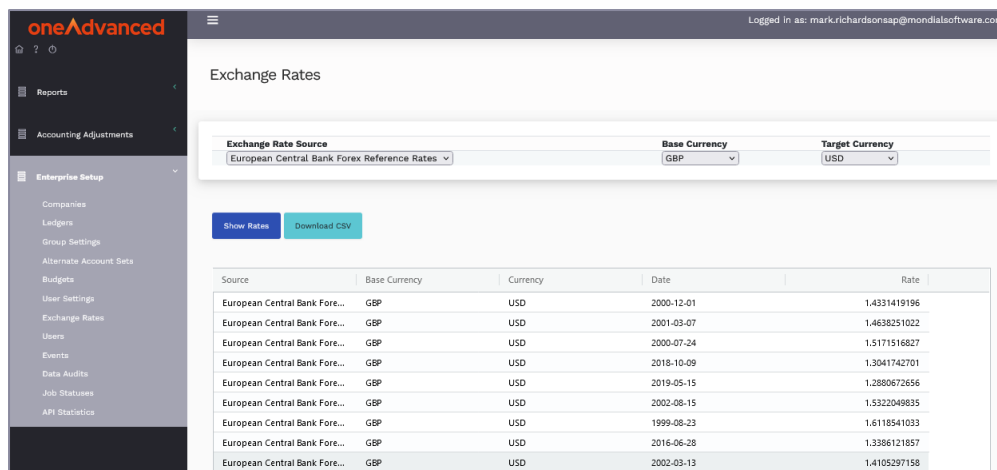 oneAdvanced
Logged in as: mark.richardsonsap@mondialsoftware.co
?
Reports
Accounting Adjustments
Enterprise Setup
Companies
Ledgers
Group Settings
Alternate Account Sets
Budgets
User Settings
Exchange Rates
Users
Events
Data Audits
Job Statuses
API Statistics
Exchange Rates
Exchange Rate Source Base Currency Target Currency
European Central Bank Forex Reference Rates GBP USD
Show Rates Download CSV
Source Base Currency Currency Date Rate
European Central Bank Fore... GBP USD 2000-12-01 1.4331419196
European Central Bank Fore... GBP USD 2001-03-07 1.4638251022
European Central Bank Fore... GBP USD 2000-07-24 1.5171516827
European Central Bank Fore... GBP USD 2018-10-09 1.3041742701
European Central Bank Fore... GBP USD 2019-05-15 1.2880672656
European Central Bank Fore... GBP USD 2002-08-15 1.5322049835
European Central Bank Fore... GBP USD 1999-08-23 1.6118541033
European Central Bank Fore... GBP USD 2016-06-28 1.3386121857
European Central Bank Fore... GBP USD 2002-03-13 1.4105297158